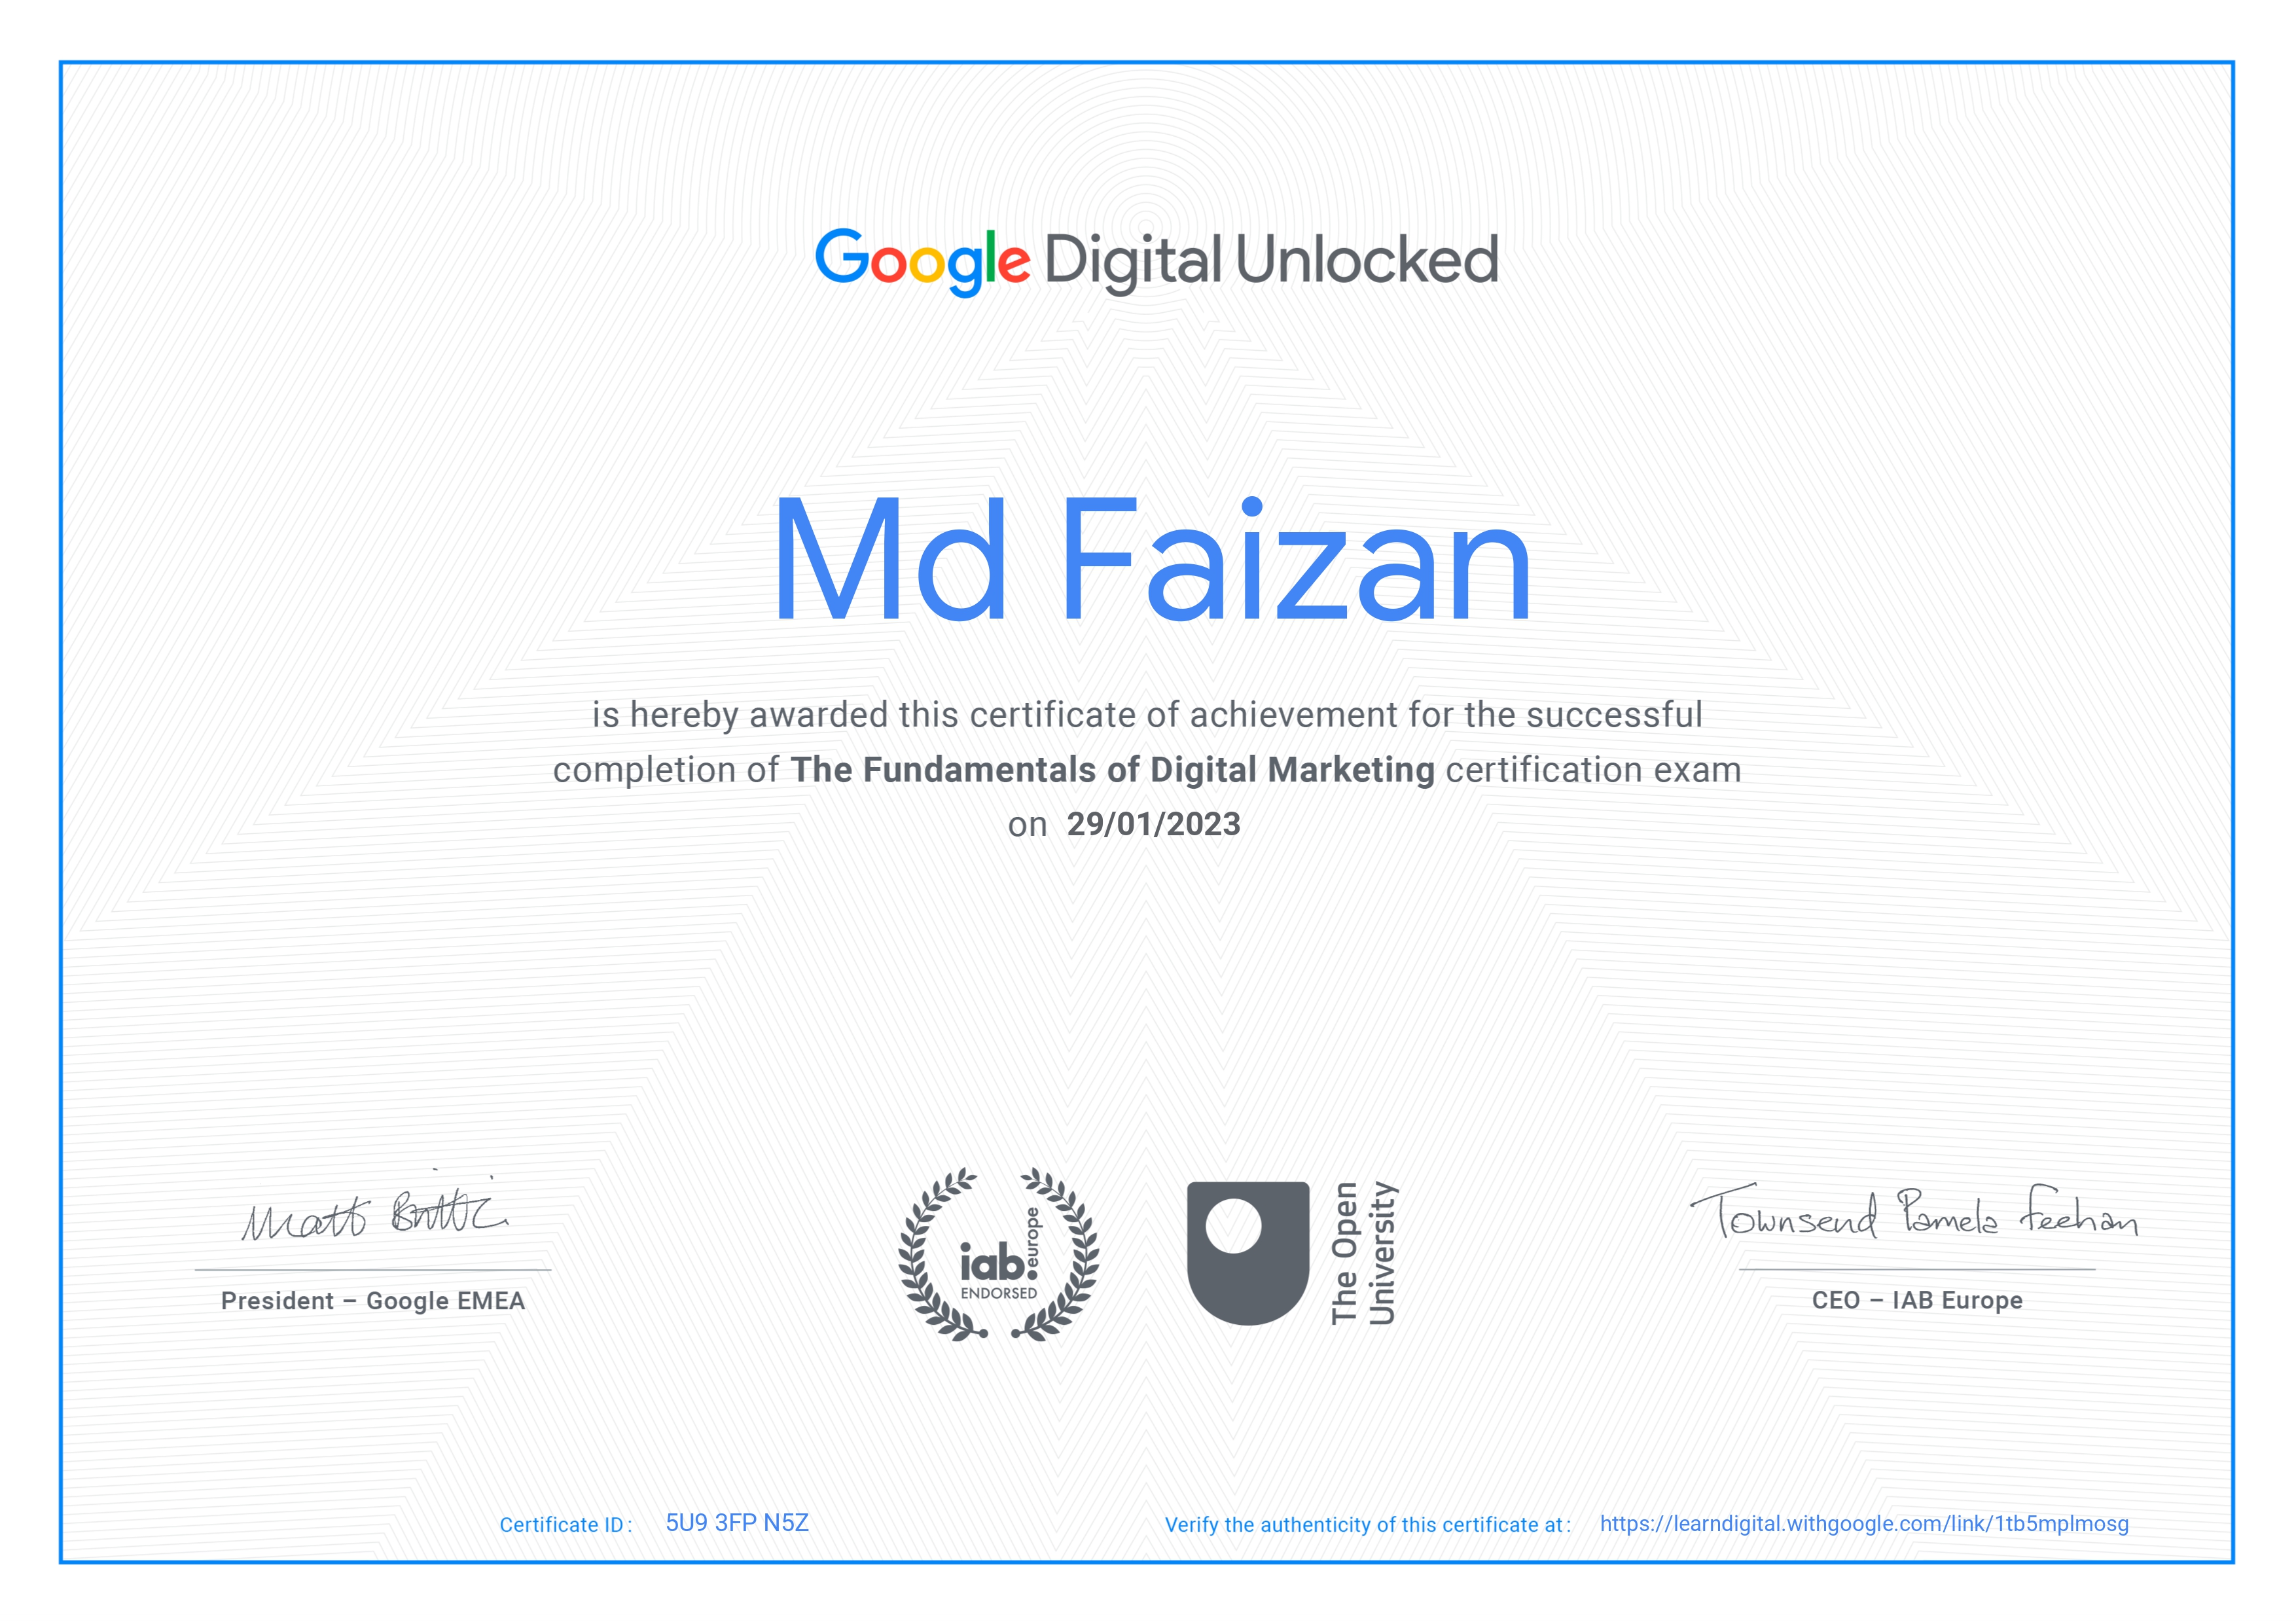 Google Digital Unlocked
Md Faizan
is hereby awarded this certificate of achievement for the successful
completion of The Fundamentals of Digital Marketing certification exam
on 29/01/2023
Matt Brittin
President – Google EMEA
iab.europe
ENDORSED
The Open
University
Townsend Pamela Feehan
CEO – IAB Europe
Certificate ID: 5U9 3FP N5Z
Verify the authenticity of this certificate at: https://learndigital.withgoogle.com/link/1tb5mplmosg